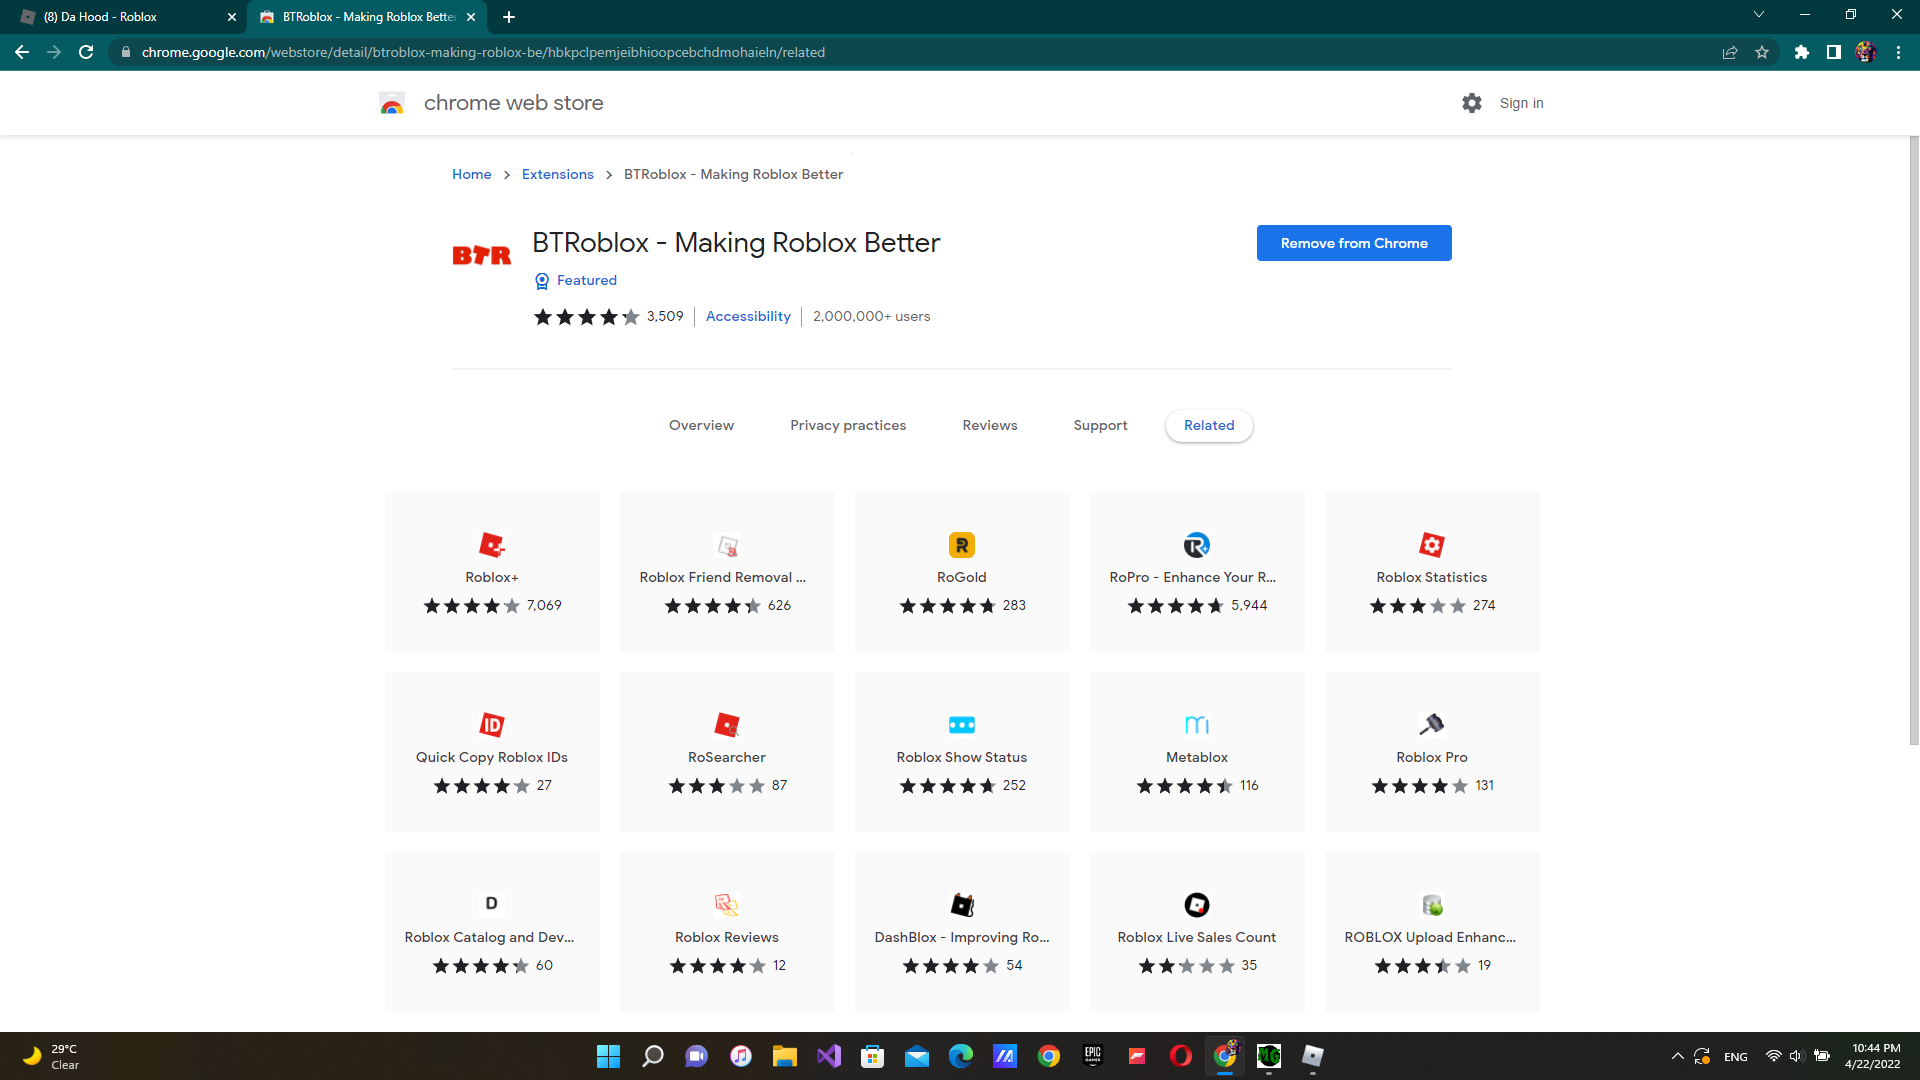 (8) Da Hood - Roblox
BTRoblox - Making Roblox Better
chrome.google.com/webstore/detail/btroblox-making-roblox-be/hbkpclpemjeibhioopcebchdmohaieln/related
chrome web store
Sign in
Home
Extensions
BTRoblox - Making Roblox Better
BTR
BTRoblox - Making Roblox Better
Remove from Chrome
Featured
3,509
Accessibility
2,000,000+ users
Overview
Privacy practices
Reviews
Support
Related
Roblox+
7,069
Roblox Friend Removal ...
626
R
RoGold
283
R
RoPro - Enhance Your R...
5,944
Roblox Statistics
274
ID
Quick Copy Roblox IDs
27
RoSearcher
87
Roblox Show Status
252
m
Metablox
116
Roblox Pro
131
D
Roblox Catalog and Dev...
60
R
Roblox Reviews
12
DashBlox - Improving Ro...
54
Roblox Live Sales Count
35
ROBLOX Upload Enhanc...
19
29°C
Clear
EPIC
GAMES
MG
ENG
10:44 PM
4/22/2022